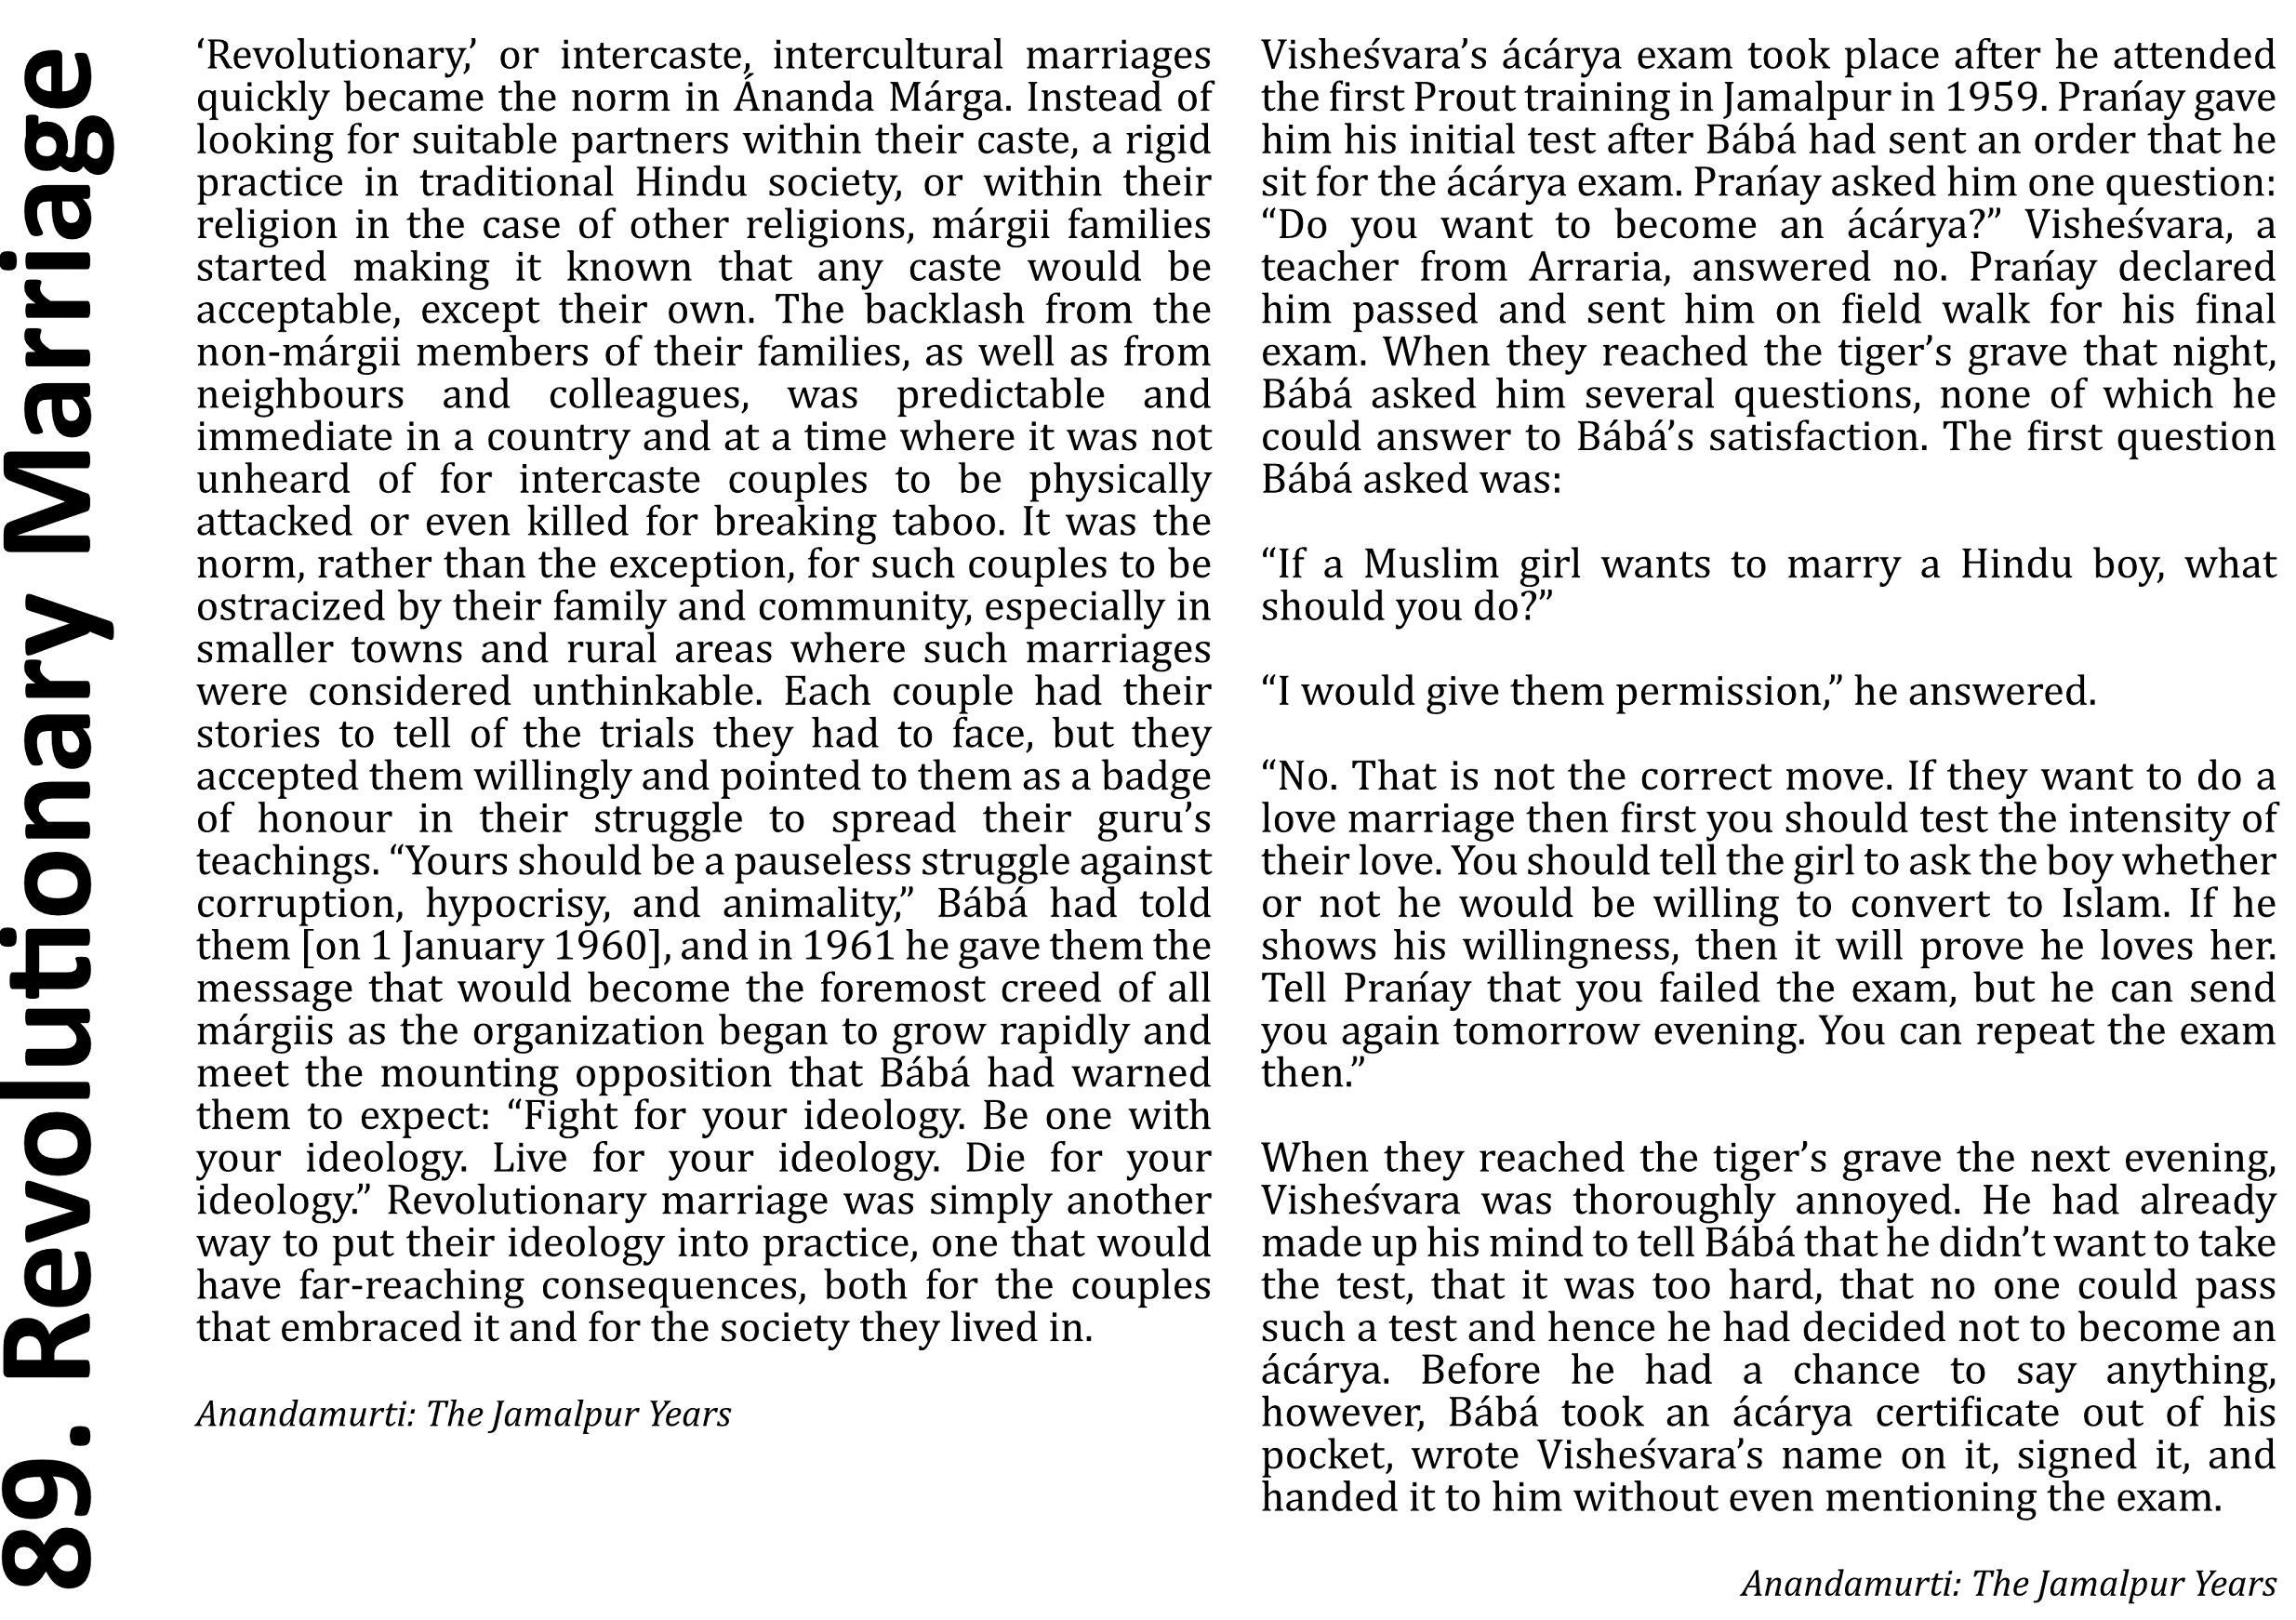 89. Revolutionary Marriage
‘Revolutionary,’ or intercaste, intercultural marriages
quickly became the norm in Ánanda Márga. Instead of
looking for suitable partners within their caste, a rigid
practice in traditional Hindu society, or within their
religion in the case of other religions, márgii families
started making it known that any caste would be
acceptable, except their own. The backlash from the
non-márgii members of their families, as well as from
neighbours and colleagues, was predictable and
immediate in a country and at a time where it was not
unheard of for intercaste couples to be physically
attacked or even killed for breaking taboo. It was the
norm, rather than the exception, for such couples to be
ostracized by their family and community, especially in
smaller towns and rural areas where such marriages
were considered unthinkable. Each couple had their
stories to tell of the trials they had to face, but they
accepted them willingly and pointed to them as a badge
of honour in their struggle to spread their guru’s
teachings. “Yours should be a pauseless struggle against
corruption, hypocrisy, and animality,” Bábá had told
them [on 1 January 1960], and in 1961 he gave them the
message that would become the foremost creed of all
márgiis as the organization began to grow rapidly and
meet the mounting opposition that Bábá had warned
them to expect: “Fight for your ideology. Be one with
your ideology. Live for your ideology. Die for your
ideology.” Revolutionary marriage was simply another
way to put their ideology into practice, one that would
have far-reaching consequences, both for the couples
that embraced it and for the society they lived in.
Anandamurti: The Jamalpur Years
Visheśvara’s ácárya exam took place after he attended
the first Prout training in Jamalpur in 1959. Prańay gave
him his initial test after Bábá had sent an order that he
sit for the ácárya exam. Prańay asked him one question:
“Do you want to become an ácárya?” Visheśvara, a
teacher from Arraria, answered no. Prańay declared
him passed and sent him on field walk for his final
exam. When they reached the tiger’s grave that night,
Bábá asked him several questions, none of which he
could answer to Bábá’s satisfaction. The first question
Bábá asked was:
“If a Muslim girl wants to marry a Hindu boy, what
should you do?”
“I would give them permission,” he answered.
“No. That is not the correct move. If they want to do a
love marriage then first you should test the intensity of
their love. You should tell the girl to ask the boy whether
or not he would be willing to convert to Islam. If he
shows his willingness, then it will prove he loves her.
Tell Prańay that you failed the exam, but he can send
you again tomorrow evening. You can repeat the exam
then.”
When they reached the tiger’s grave the next evening,
Visheśvara was thoroughly annoyed. He had already
made up his mind to tell Bábá that he didn’t want to take
the test, that it was too hard, that no one could pass
such a test and hence he had decided not to become an
ácárya. Before he had a chance to say anything,
however, Bábá took an ácárya certificate out of his
pocket, wrote Visheśvara’s name on it, signed it, and
handed it to him without even mentioning the exam.
Anandamurti: The Jamalpur Years